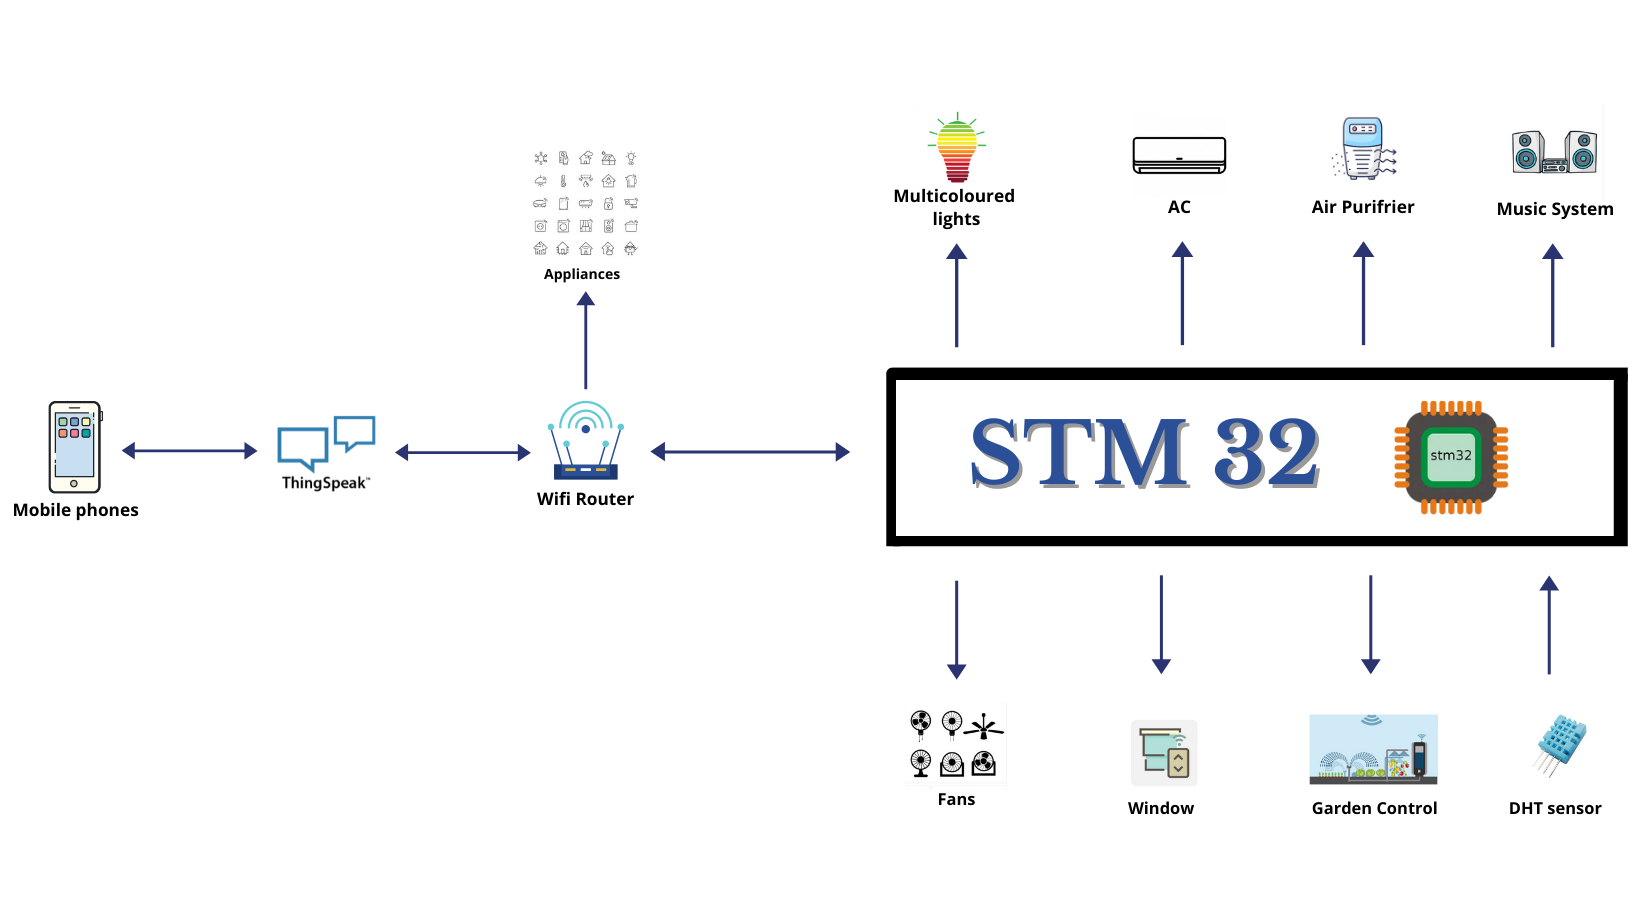 Multicoloured
lights
AC
Air Purifrier
Music System
Appliances
Mobile phones
ThingSpeak™
Wifi Router
STM 32
stm32
Fans
Window
Garden Control
DHT sensor